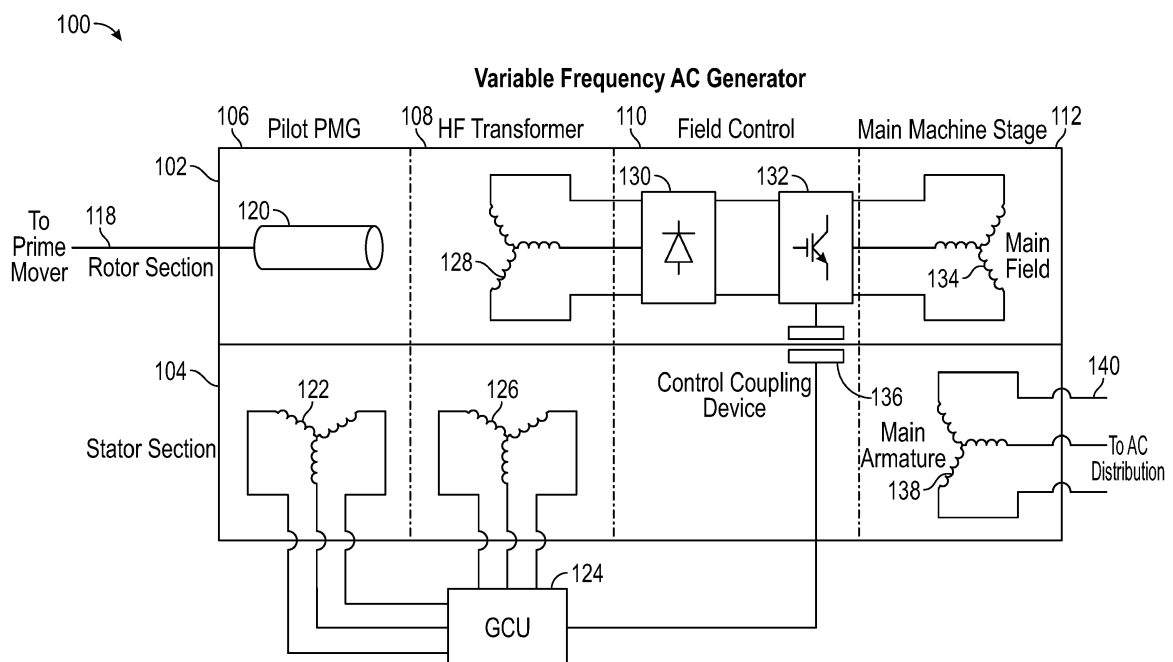 100
Variable Frequency AC Generator
106
Pilot PMG
108
HF Transformer
110
Field Control
Main Machine Stage
112
102
To
Prime
Mover
118
Rotor Section
120
128
130
132
134
Main
Field
104
Stator Section
122
126
Control Coupling
Device
136
Main
Armature
138
140
To AC
Distribution
124
GCU